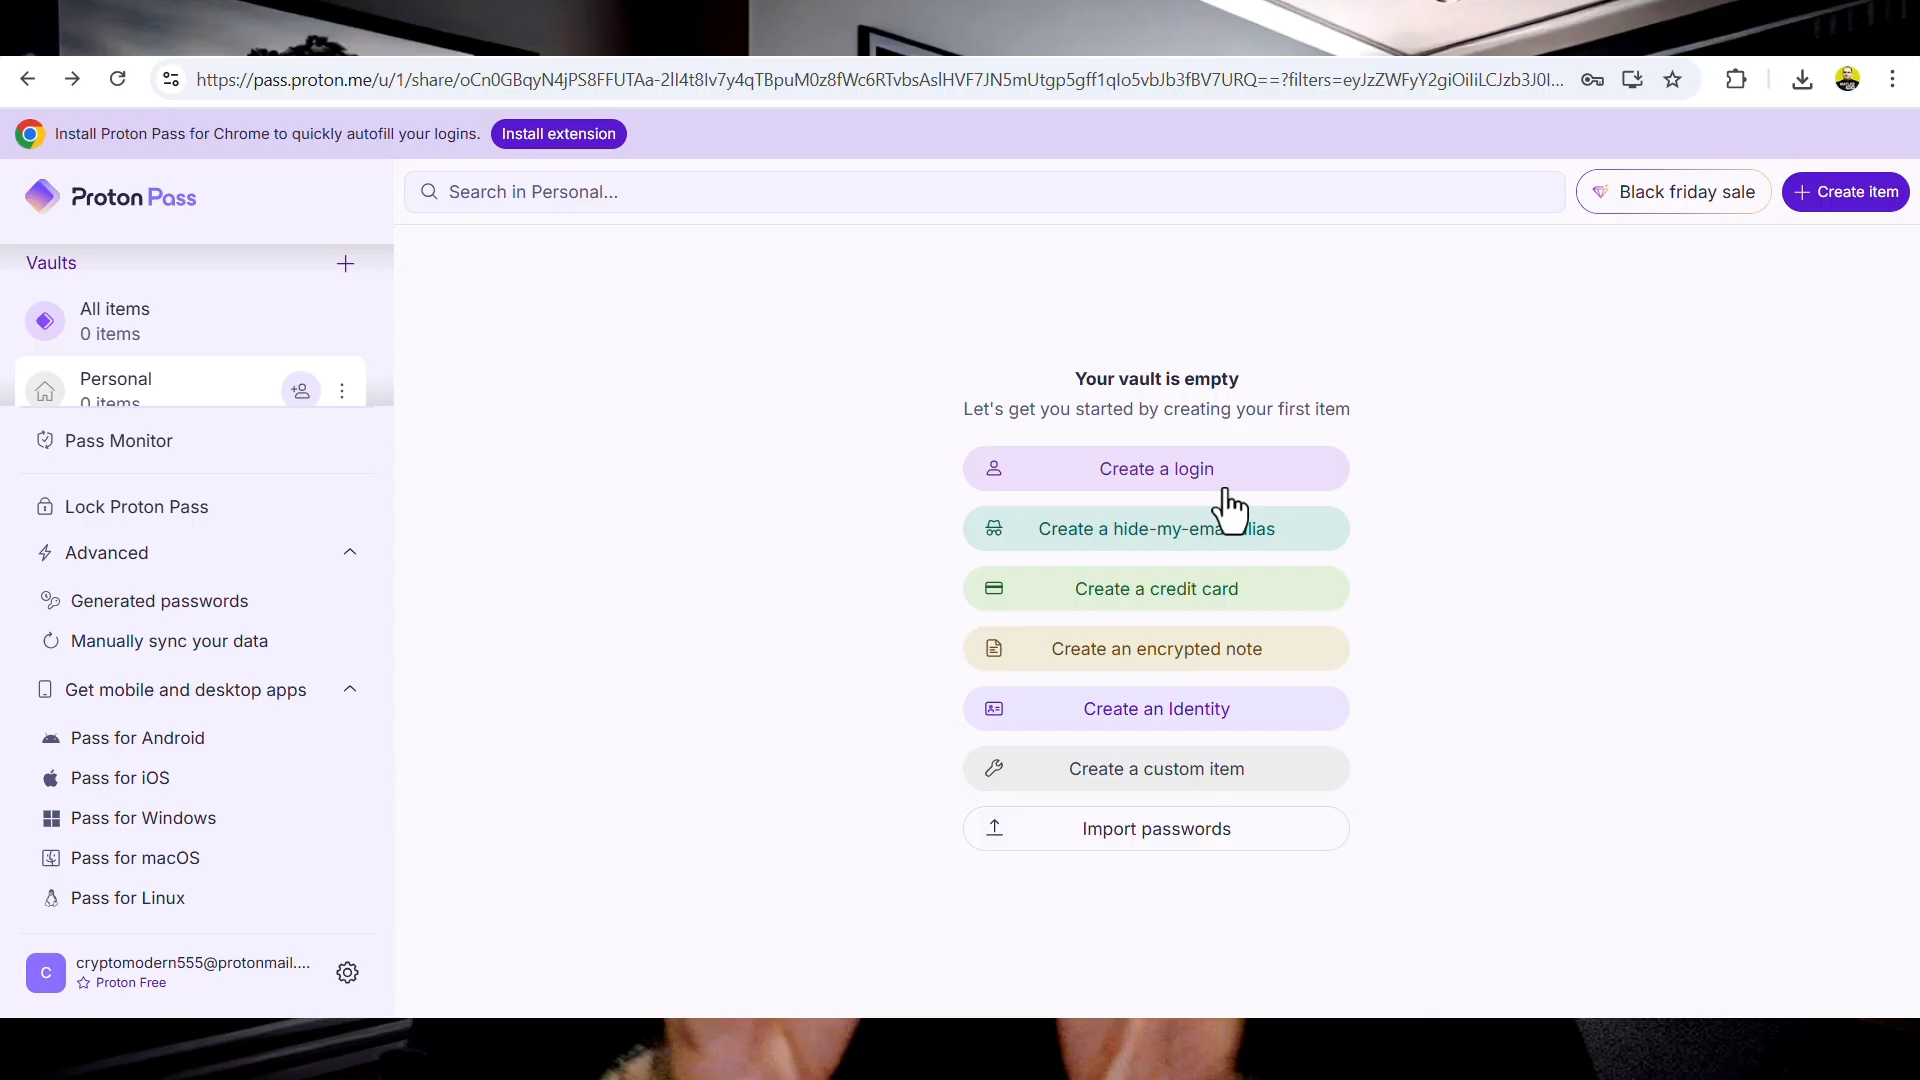 https://pass.proton.me/u/1/share/oCn0GBqyN4jPS8FFUTAa-2lI4t8Iv7y4qTBpuM0z8fWc6RTvbsAsIHVF7JN5mUtgp5gff1qIo5vbJb3fBV7URQ==?filters=eyJzZWFyY2giOiIiLCJzb3J0I...
Install Proton Pass for Chrome to quickly autofill your logins.
Install extension
Proton Pass
Search in Personal...
Black friday sale
Create item
Vaults
All items
0 items
Personal
0 items
Pass Monitor
Lock Proton Pass
Advanced
Generated passwords
Manually sync your data
Get mobile and desktop apps
Pass for Android
Pass for iOS
Pass for Windows
Pass for macOS
Pass for Linux
C
cryptomodern555@protonmail....
Proton Free
Your vault is empty
Let's get you started by creating your first item
Create a login
Create a hide-my-ema lias
Create a credit card
Create an encrypted note
Create an Identity
Create a custom item
Import passwords